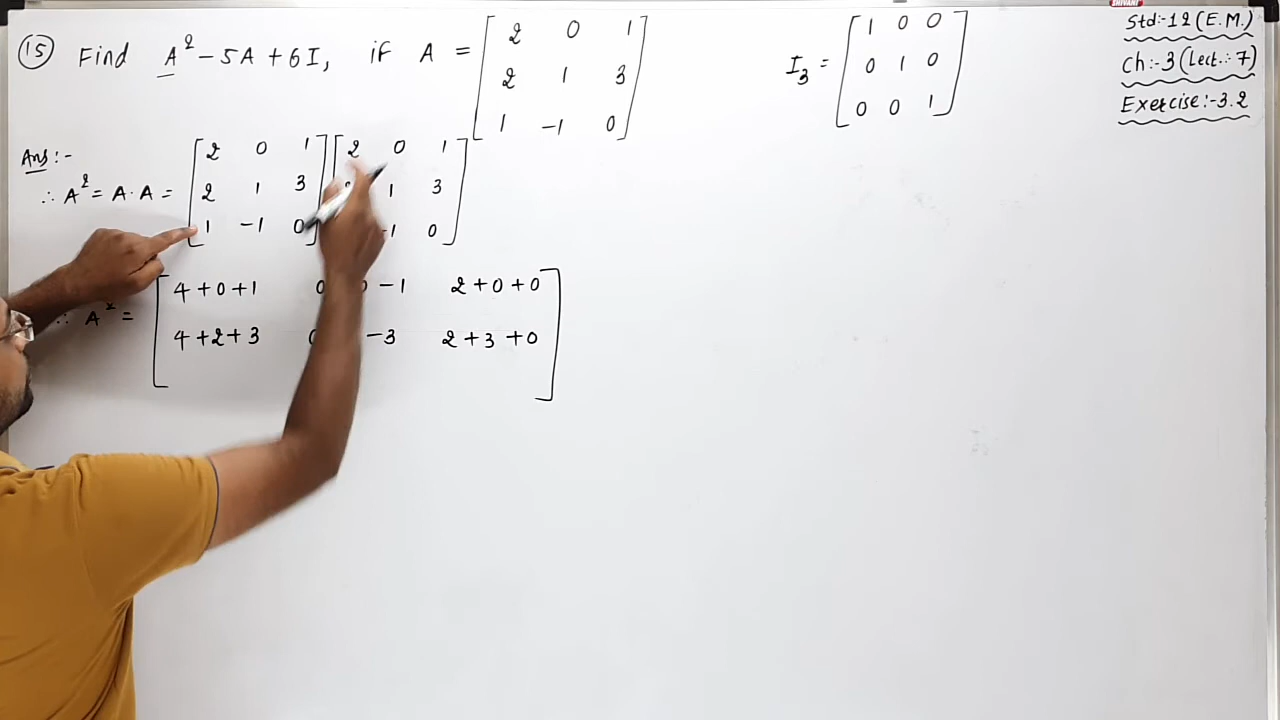 15 Find A² - 5A + 6I, if A = [2 0 1
2 1 3
1 -1 0]
I₃ = [1 0 0
0 1 0
0 0 1]
Std:-12 (E.M.)
Ch:-3 (Lect.:7)
Exercise:-3.2
Ans:-
∴ A² = A·A = [2 0 1 [2 0 1
2 1 3] 1 3
1 -1 0] -1 0]
∴ A² = [4+0+1 0 -1 2+0+0
4+2+3 -3 2+3+0]
SHIVANI